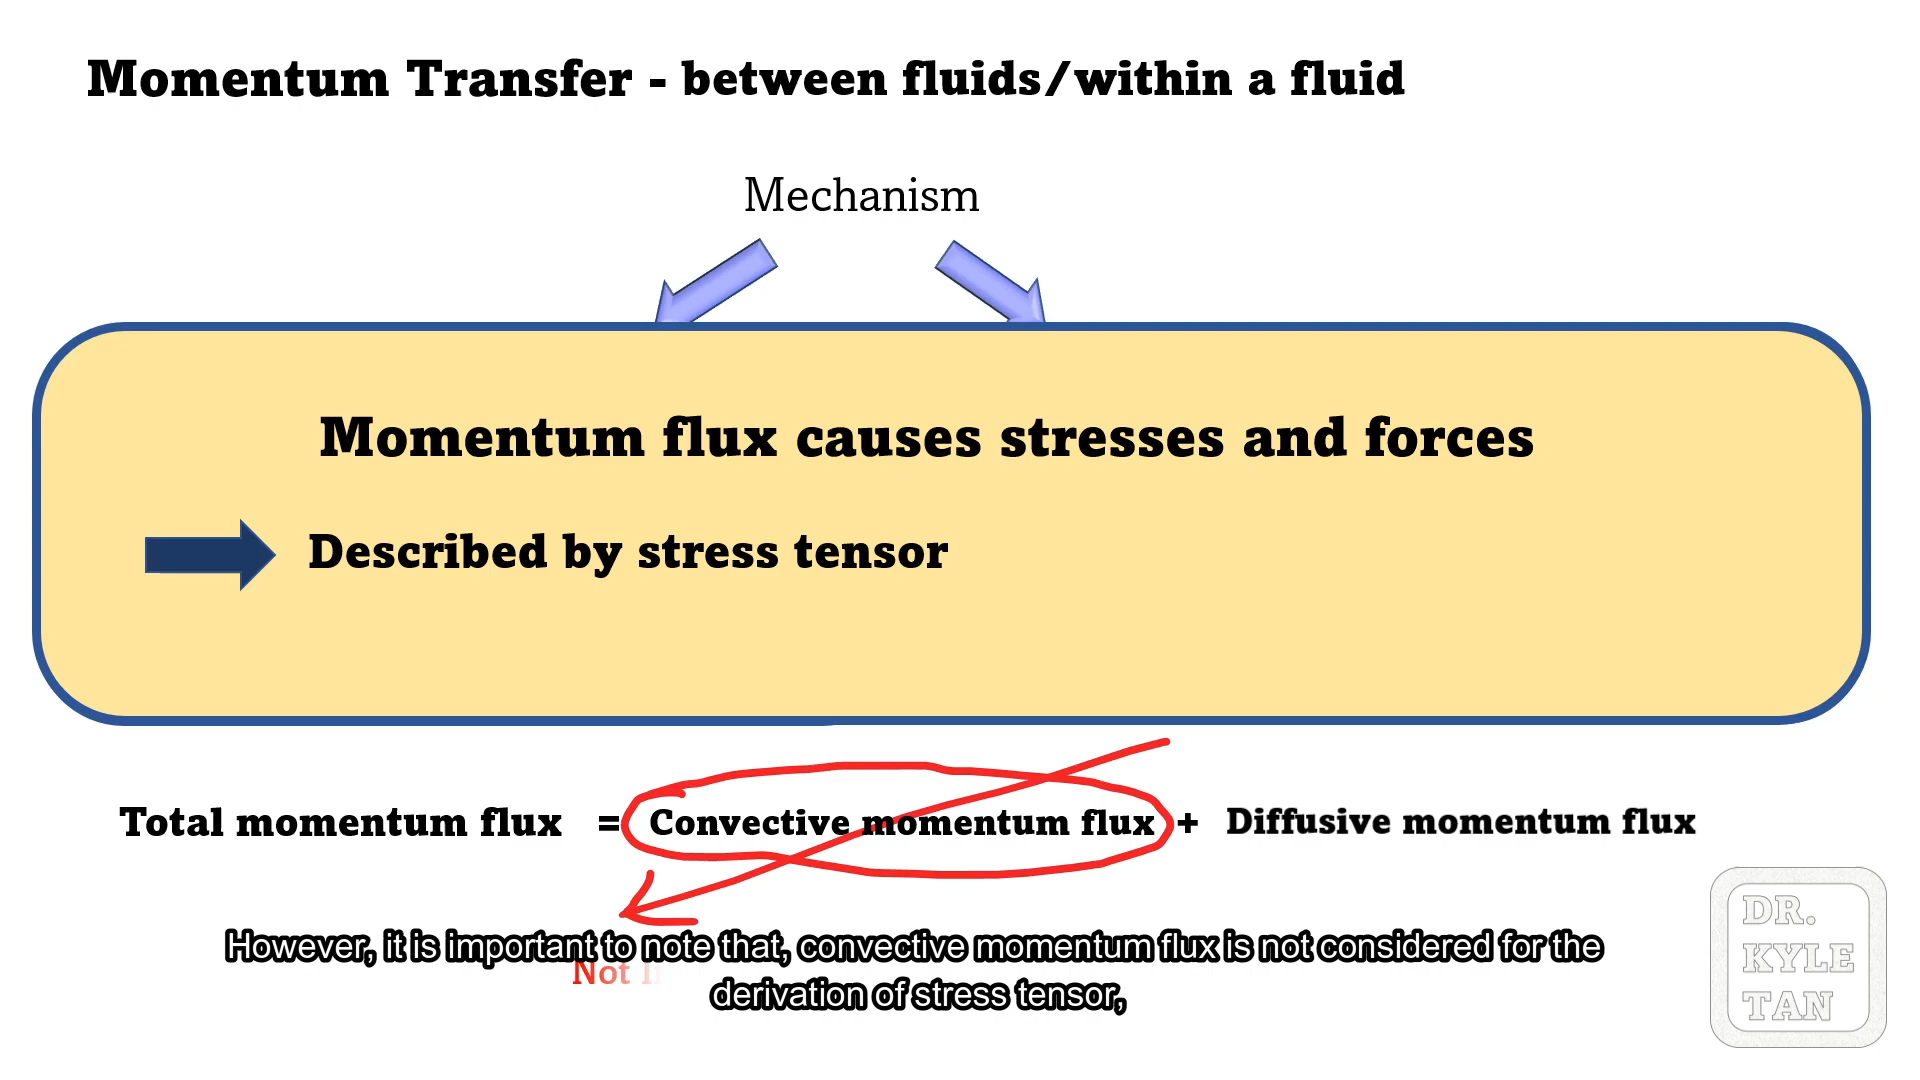 Momentum Transfer - between fluids/within a fluid
Mechanism
Momentum flux causes stresses and forces
Described by stress tensor
Total momentum flux = Convective momentum flux + Diffusive momentum flux
However, it is important to note that, convective momentum flux is not considered for the
derivation of stress tensor,
Not
DR.
KYLE
TAN